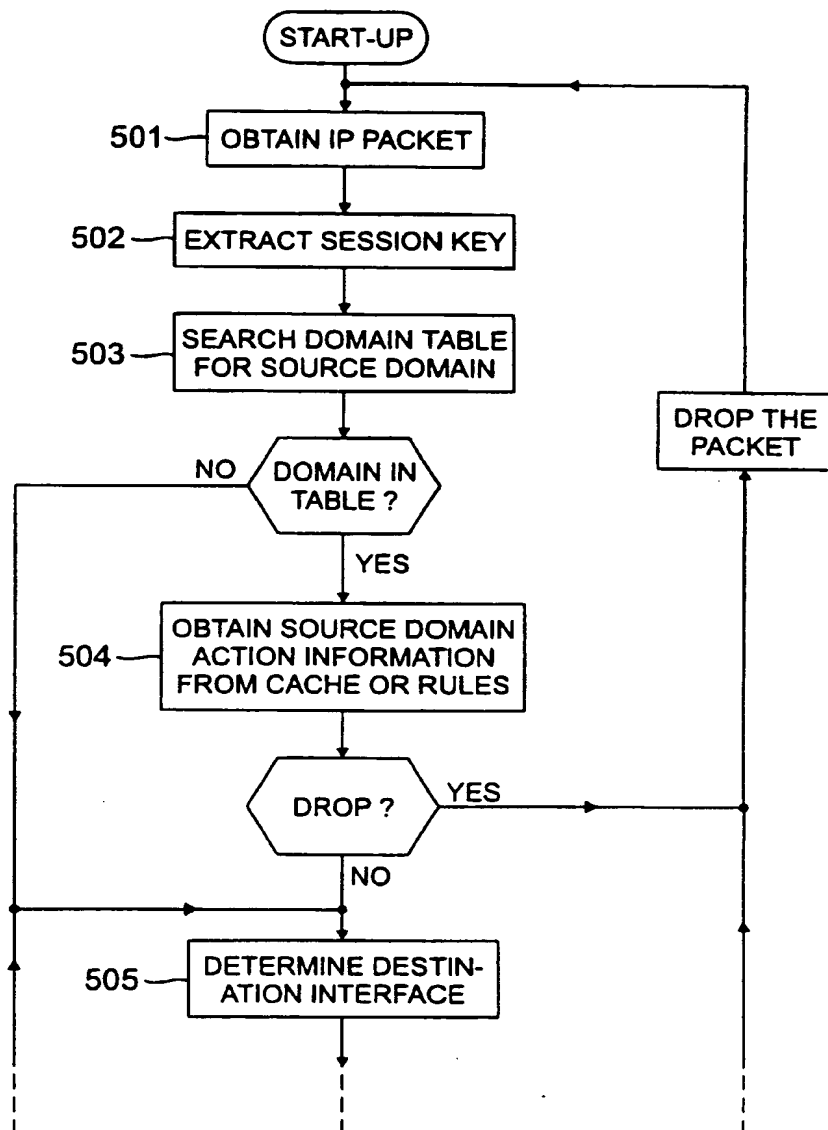 START-UP
501
OBTAIN IP PACKET
502
EXTRACT SESSION KEY
503
SEARCH DOMAIN TABLE
FOR SOURCE DOMAIN
DROP THE
PACKET
NO
DOMAIN IN
TABLE ?
YES
504
OBTAIN SOURCE DOMAIN
ACTION INFORMATION
FROM CACHE OR RULES
DROP ?
YES
NO
505
DETERMINE DESTIN-
ATION INTERFACE